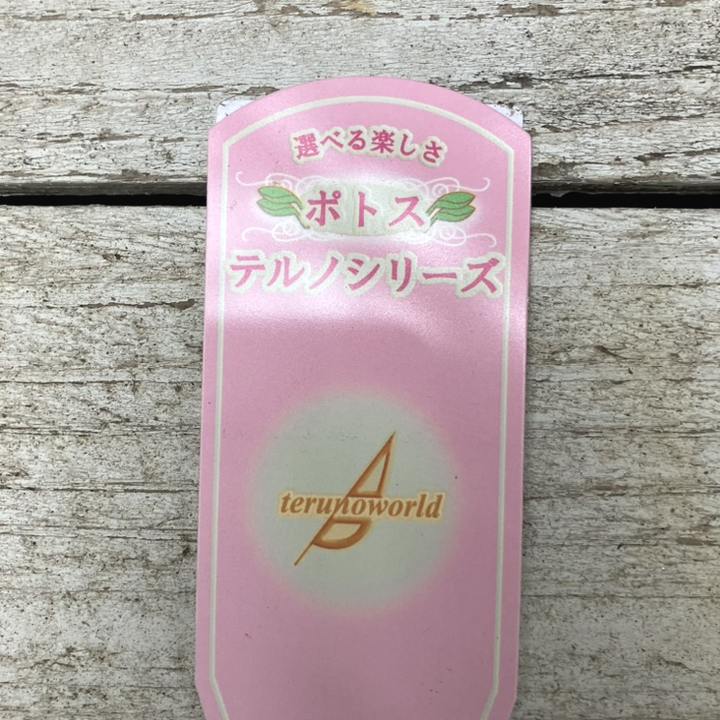 選べる楽しさ
ポトス
テルノシリーズ
terunoworld